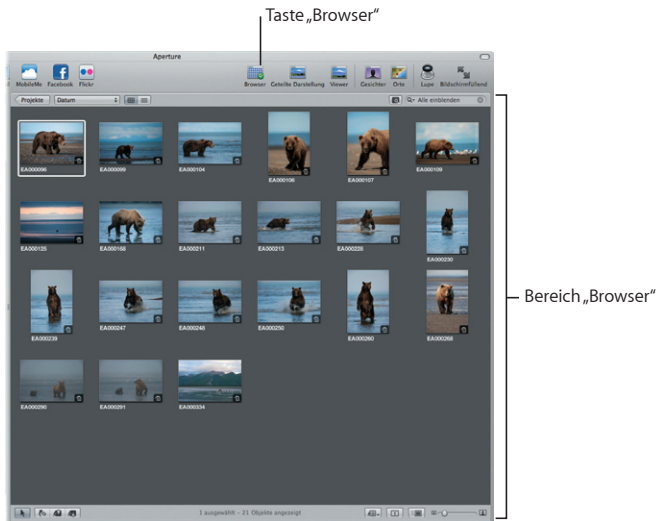 Taste „Browser“
Aperture
MobileMe Facebook Flickr Browser Geteilte Darstellung Viewer Gesichter Orte Lupe Bildschirmfüllend
Projekte Datum Alle einblenden
EA000096 EA000099 EA000104 EA000106 EA000107 EA000109
EA000125 EA000168 EA000211 EA000213 EA000228 EA000230
Bereich „Browser“
EA000239 EA000247 EA000248 EA000250 EA000260 EA000268
EA000290 EA000291 EA000334
1 ausgewählt – 21 Objekte angezeigt